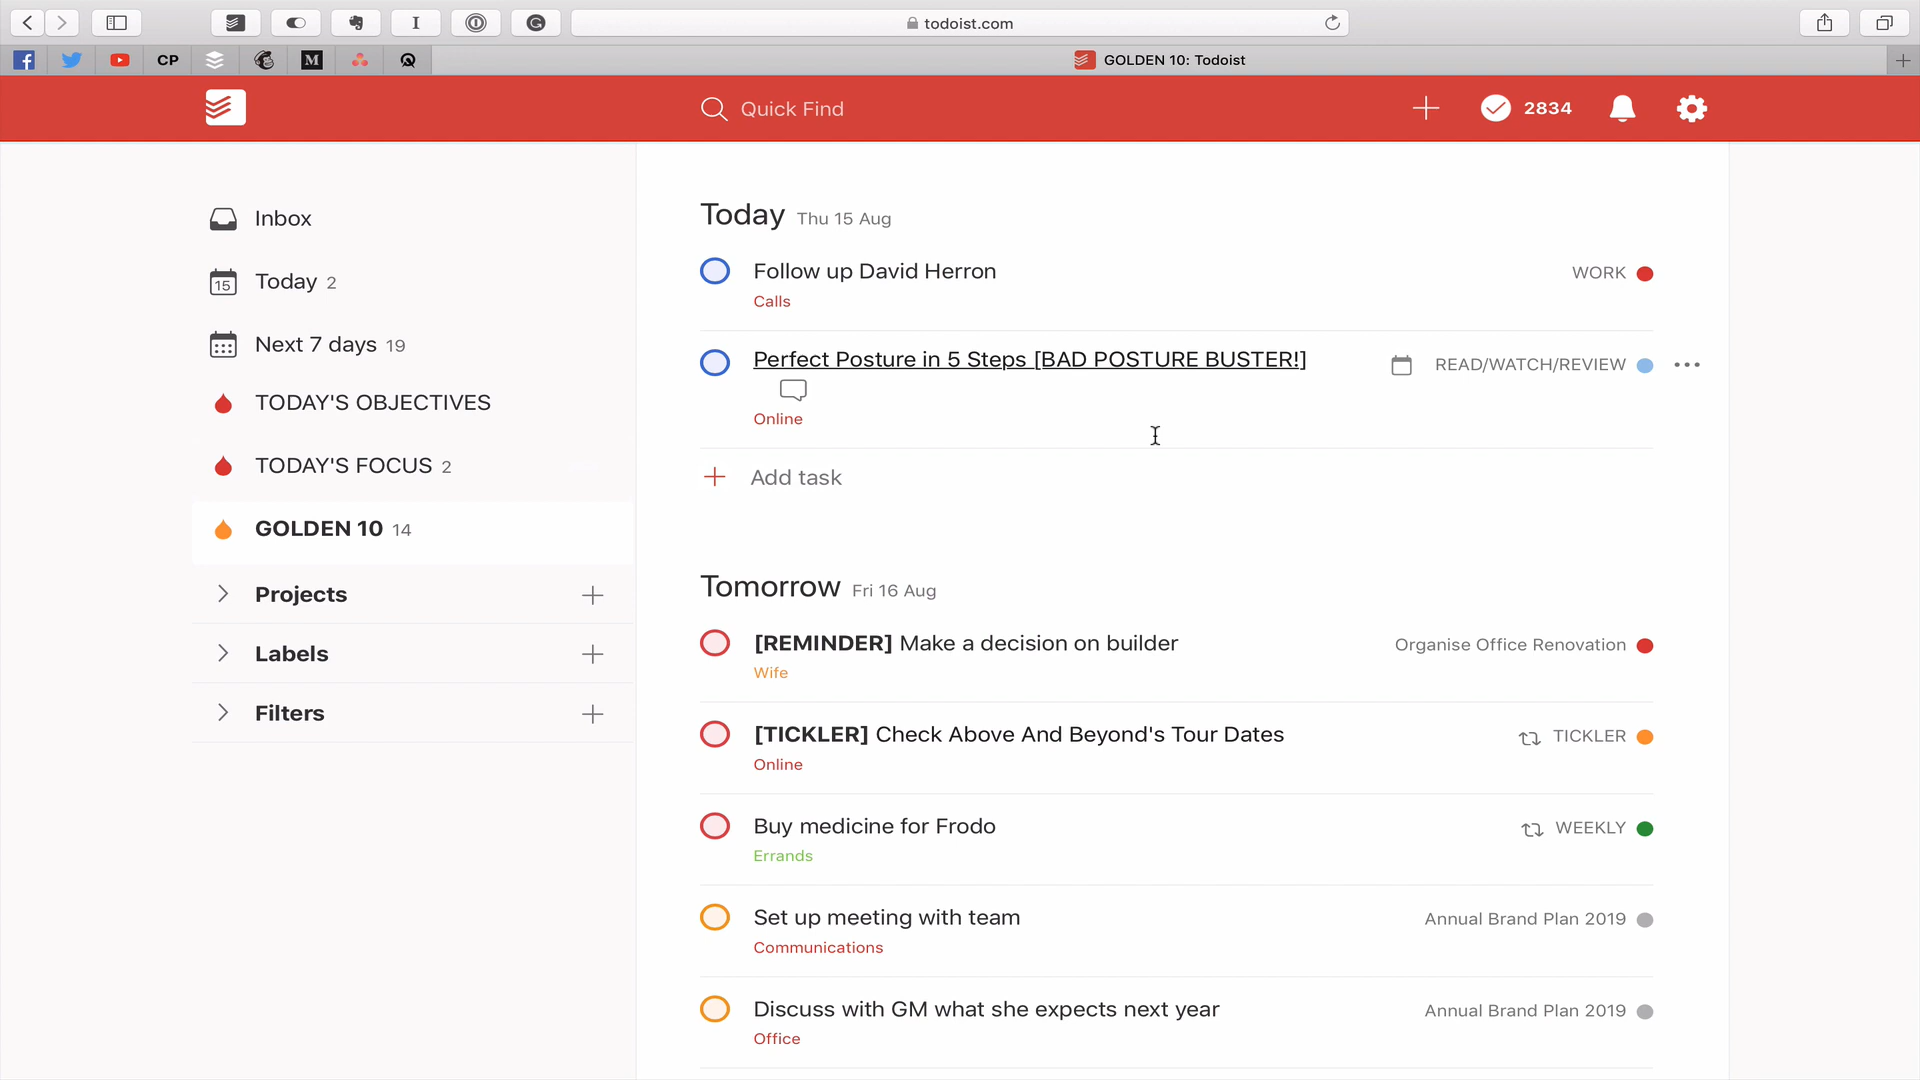 todoist.com
CP
M
GOLDEN 10: Todoist
Quick Find
2834
Inbox
15
Today 2
Next 7 days 19
TODAY'S OBJECTIVES
TODAY'S FOCUS 2
GOLDEN 10 14
Projects
Labels
Filters
Today Thu 15 Aug
Follow up David Herron
WORK
Calls
Perfect Posture in 5 Steps [BAD POSTURE BUSTER!]
READ/WATCH/REVIEW
Online
Add task
Tomorrow Fri 16 Aug
[REMINDER] Make a decision on builder
Organise Office Renovation
Wife
[TICKLER] Check Above And Beyond's Tour Dates
TICKLER
Online
Buy medicine for Frodo
WEEKLY
Errands
Set up meeting with team
Annual Brand Plan 2019
Communications
Discuss with GM what she expects next year
Annual Brand Plan 2019
Office